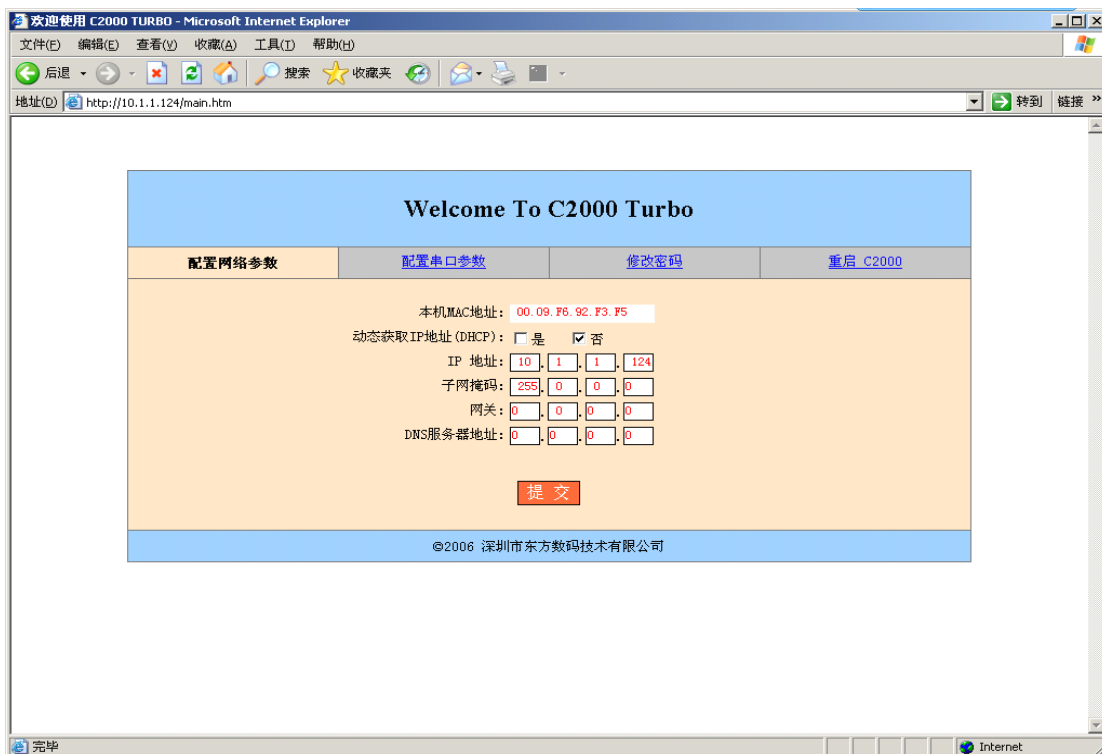 欢迎使用 C2000 TURBO - Microsoft Internet Explorer
文件(F) 编辑(E) 查看(V) 收藏(A) 工具(T) 帮助(H)
后退 搜索 收藏夹
地址(D) http://10.1.1.124/main.htm 转到 链接 »
Welcome To C2000 Turbo
配置网络参数 配置串口参数 修改密码 重启 C2000
本机MAC地址: 00.09.F6.92.F3.F5
动态获取IP地址(DHCP): 是 否
IP 地址: 10 . 1 . 1 . 124
子网掩码: 255 . 0 . 0 . 0
网关: 0 . 0 . 0 . 0
DNS服务器地址: 0 . 0 . 0 . 0
提 交
©2006 深圳市东方数码技术有限公司
完毕 Internet